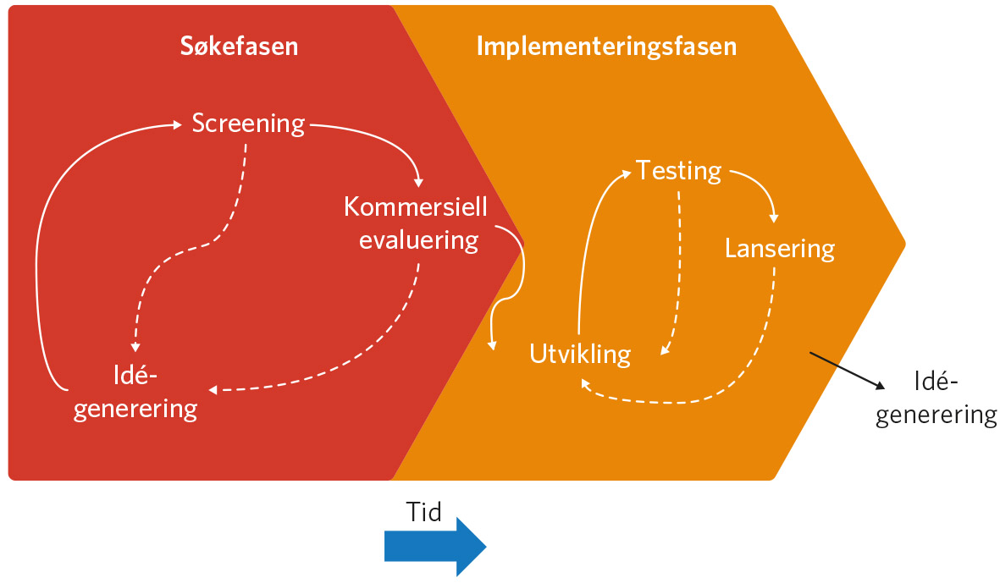 Søkefasen
Implementeringsfasen
Screening
Kommersiell
evaluering
Idé-
generering
Testing
Lansering
Utvikling
Idé-
generering
Tid